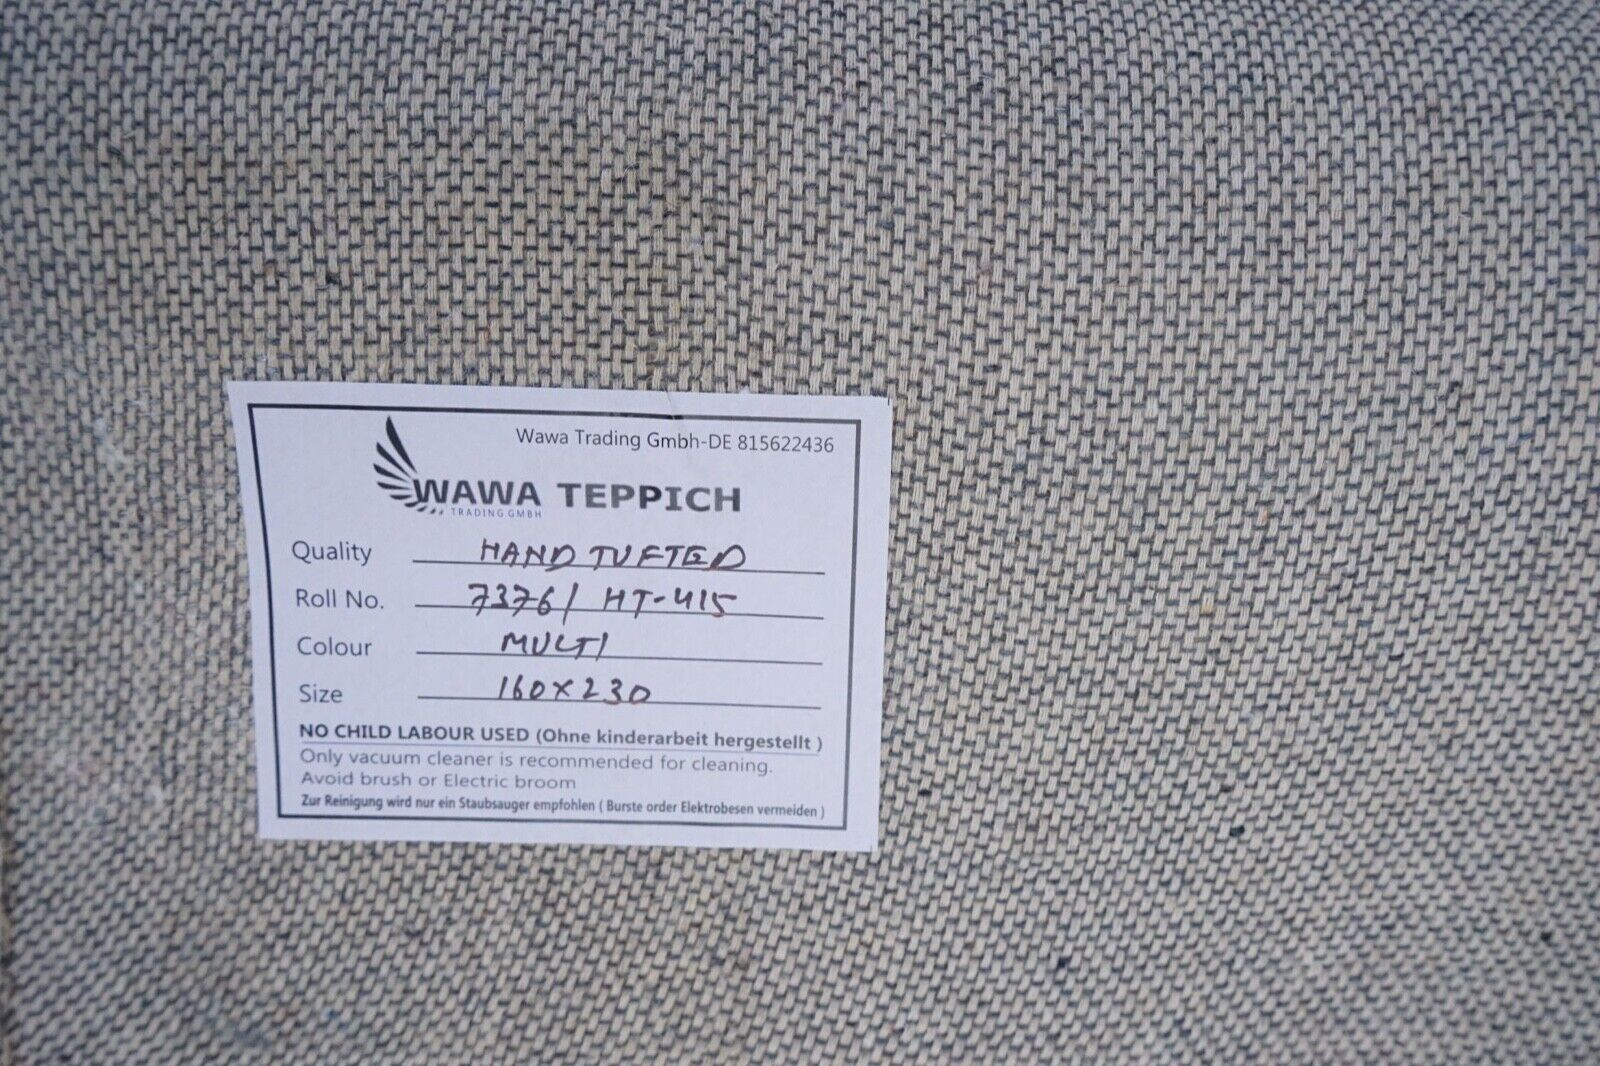 Wawa Trading Gmbh-DE 815622436
WAWA TEPPICH
TRADING GMBH
Quality HAND TUFTED
Roll No. 7376/ HT-415
Colour MULTI
Size 160X230
NO CHILD LABOUR USED (Ohne kinderarbeit hergestellt )
Only vacuum cleaner is recommended for cleaning.
Avoid brush or Electric broom
Zur Reinigung wird nur ein Staubsauger empfohlen ( Burste order Elektrobesen vermeiden )